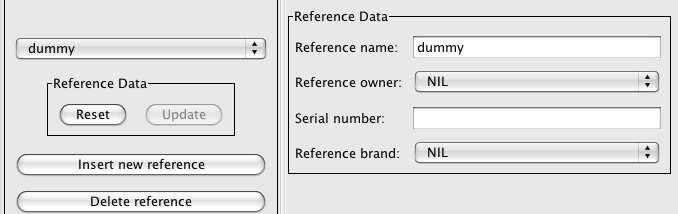 dummy
Reference Data
Reset
Update
Insert new reference
Delete reference
Reference Data
Reference name: dummy
Reference owner: NIL
Serial number:
Reference brand: NIL